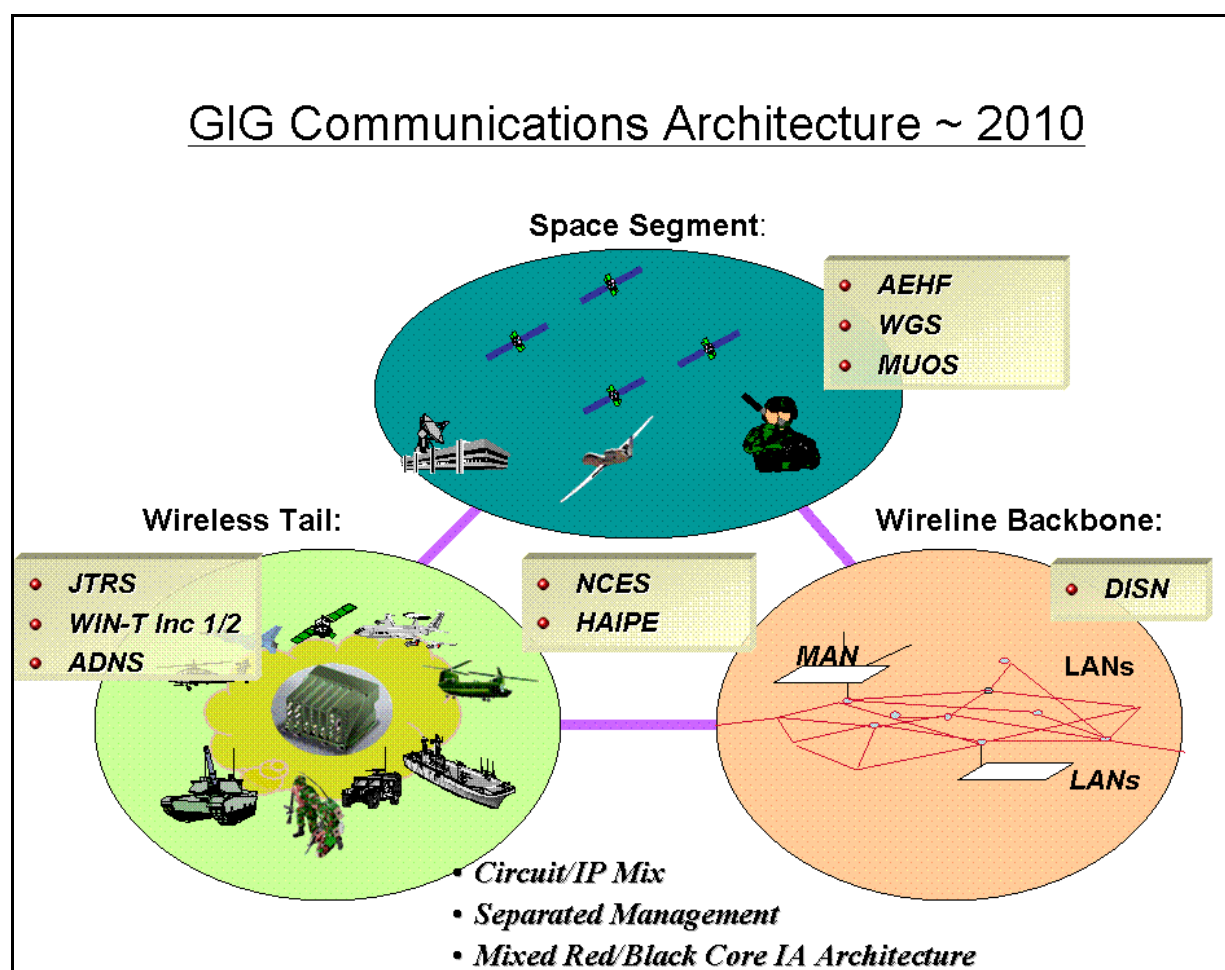 GIG Communications Architecture ~ 2010
Space Segment:
AEHF
WGS
MUOS
Wireless Tail:
JTRS
WIN-T Inc 1/2
ADNS
NCES
HAIPE
Wireline Backbone:
DISN
MAN
LANs
LANs
• Circuit/IP Mix
• Separated Management
• Mixed Red/Black Core IA Architecture